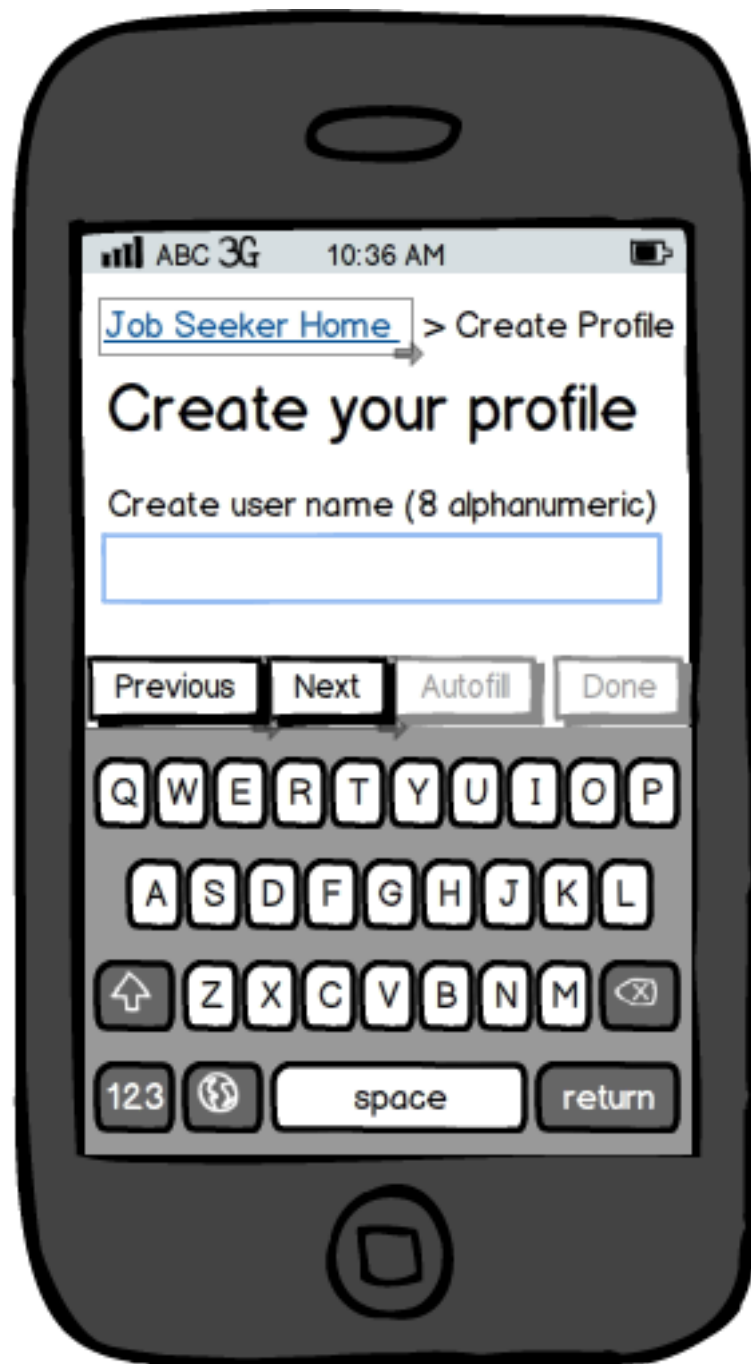 ABC 3G 10:36 AM
Job Seeker Home > Create Profile
Create your profile
Create user name (8 alphanumeric)
Previous Next Autofill Done
Q W E R T Y U I O P
A S D F G H J K L
Z X C V B N M
123 space return